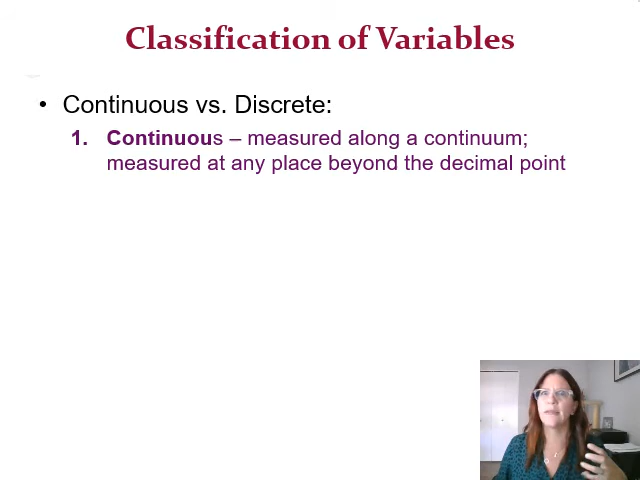 Classification of Variables
• Continuous vs. Discrete:
1. Continuous – measured along a continuum;
measured at any place beyond the decimal point